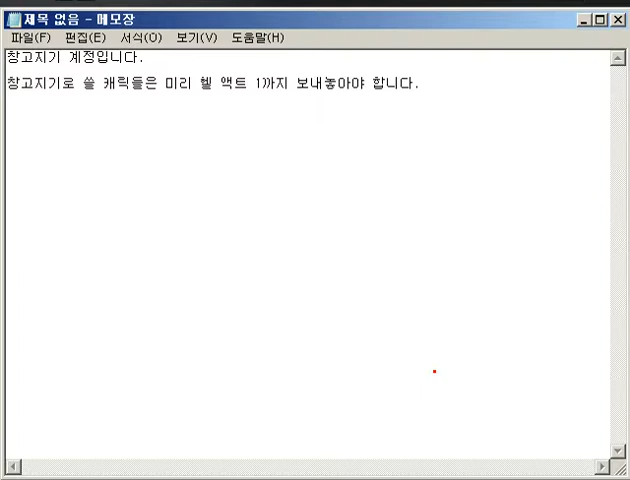 제목 없음 - 메모장
파일(F) 편집(E) 서식(O) 보기(V) 도움말(H)
창고지기 계정입니다.
창고지기로 쓸 캐릭들은 미리 헬 액트 1까지 보내놓아야 합니다.